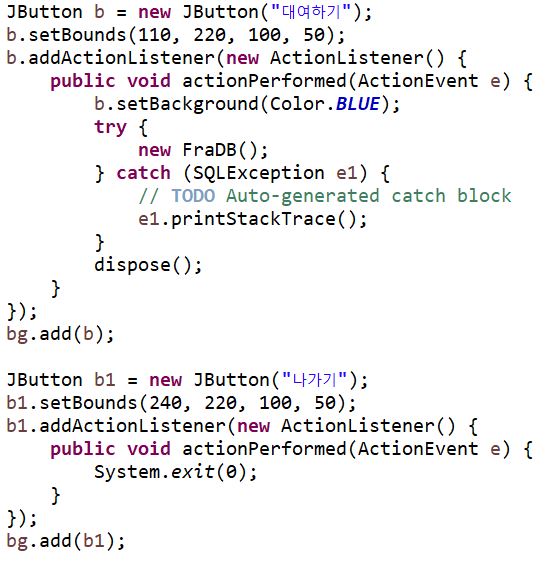 JButton b = new JButton("대여하기");
b.setBounds(110, 220, 100, 50);
b.addActionListener(new ActionListener() {
    public void actionPerformed(ActionEvent e) {
        b.setBackground(Color.BLUE);
        try {
            new FraDB();
        } catch (SQLException e1) {
            // TODO Auto-generated catch block
            e1.printStackTrace();
        }
        dispose();
    }
});
bg.add(b);

JButton b1 = new JButton("나가기");
b1.setBounds(240, 220, 100, 50);
b1.addActionListener(new ActionListener() {
    public void actionPerformed(ActionEvent e) {
        System.exit(0);
    }
});
bg.add(b1);